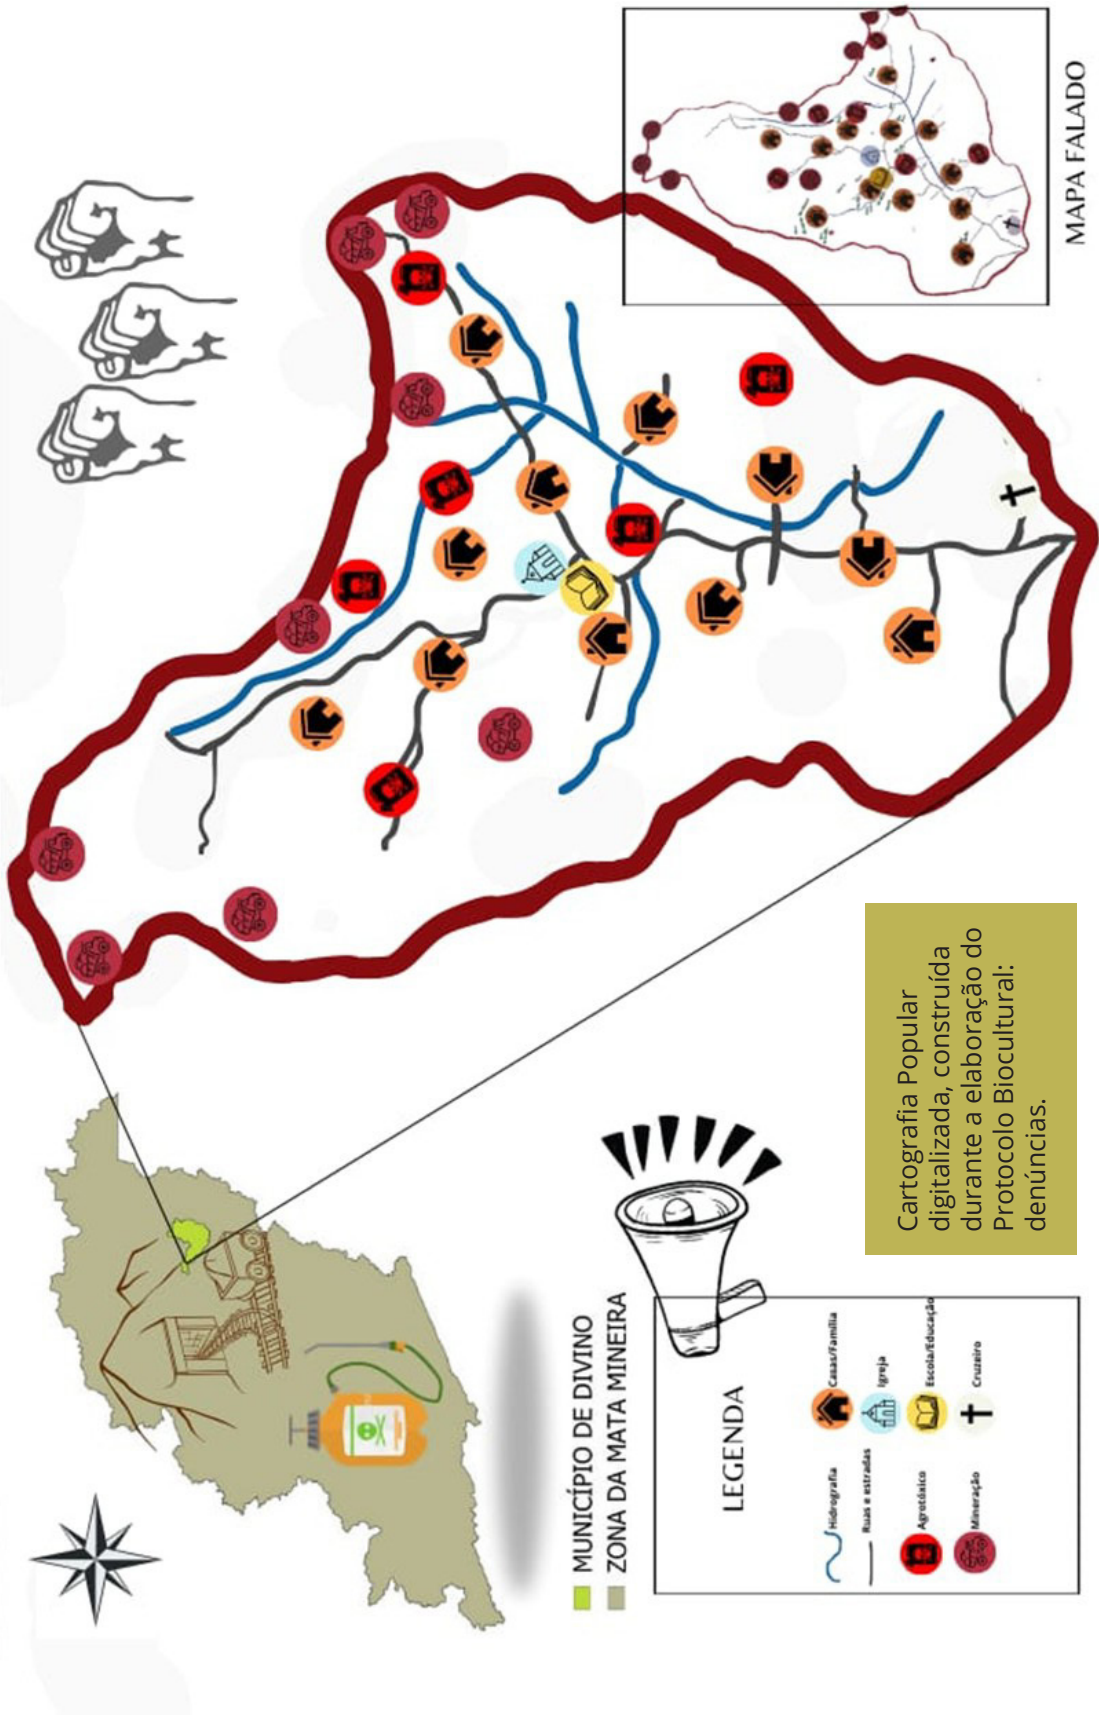 MAPA FALADO
MUNICÍPIO DE DIVINO
ZONA DA MATA MINEIRA
LEGENDA
Hidrografia
Ruas e estradas
Agrotóxico
Mineração
Casas/Família
Igreja
Escola/Educação
Cruzeiro
Cartografia Popular
digitalizada, construída
durante a elaboração do
Protocolo Biocultural:
denúncias.